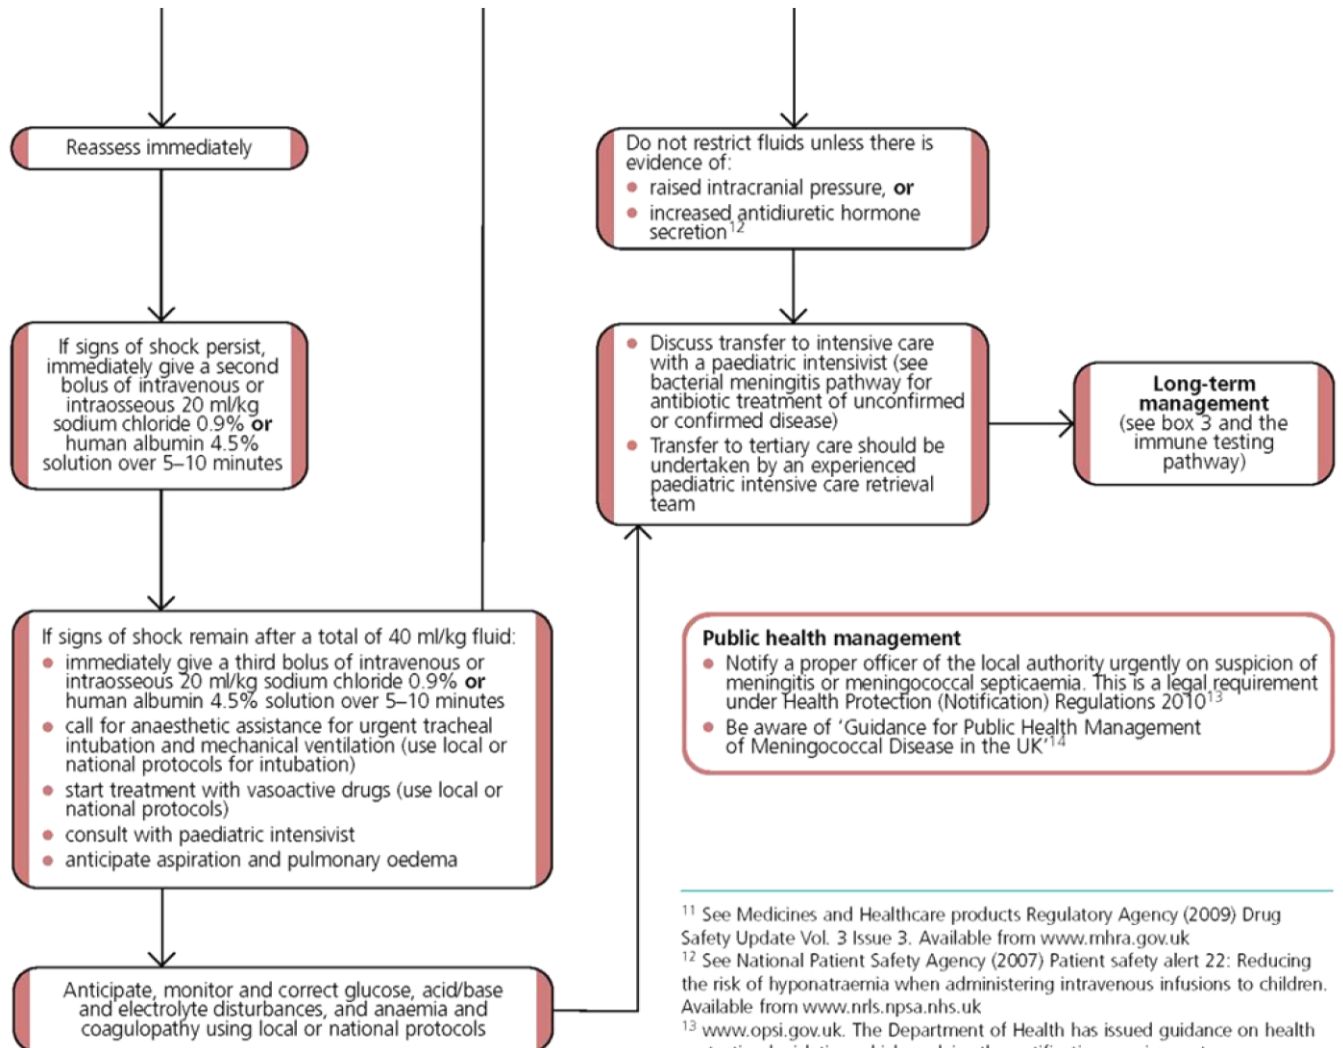 Reassess immediately
If signs of shock persist,
immediately give a second
bolus of intravenous or
intraosseous 20 ml/kg
sodium chloride 0.9% or
human albumin 4.5%
solution over 5–10 minutes
If signs of shock remain after a total of 40 ml/kg fluid:
• immediately give a third bolus of intravenous or
intraosseous 20 ml/kg sodium chloride 0.9% or
human albumin 4.5% solution over 5–10 minutes
• call for anaesthetic assistance for urgent tracheal
intubation and mechanical ventilation (use local or
national protocols for intubation)
• start treatment with vasoactive drugs (use local or
national protocols)
• consult with paediatric intensivist
• anticipate aspiration and pulmonary oedema
Anticipate, monitor and correct glucose, acid/base
and electrolyte disturbances, and anaemia and
coagulopathy using local or national protocols
Do not restrict fluids unless there is
evidence of:
• raised intracranial pressure, or
• increased antidiuretic hormone
secretion¹²
• Discuss transfer to intensive care
with a paediatric intensivist (see
bacterial meningitis pathway for
antibiotic treatment of unconfirmed
or confirmed disease)
• Transfer to tertiary care should be
undertaken by an experienced
paediatric intensive care retrieval
team
Long-term
management
(see box 3 and the
immune testing
pathway)
Public health management
• Notify a proper officer of the local authority urgently on suspicion of
meningitis or meningococcal septicaemia. This is a legal requirement
under Health Protection (Notification) Regulations 2010¹³
• Be aware of ‘Guidance for Public Health Management
of Meningococcal Disease in the UK’¹⁴
¹¹ See Medicines and Healthcare products Regulatory Agency (2009) Drug
Safety Update Vol. 3 Issue 3. Available from www.mhra.gov.uk
¹² See National Patient Safety Agency (2007) Patient safety alert 22: Reducing
the risk of hyponatraemia when administering intravenous infusions to children.
Available from www.nrls.npsa.nhs.uk
¹³ www.opsi.gov.uk. The Department of Health has issued guidance on health